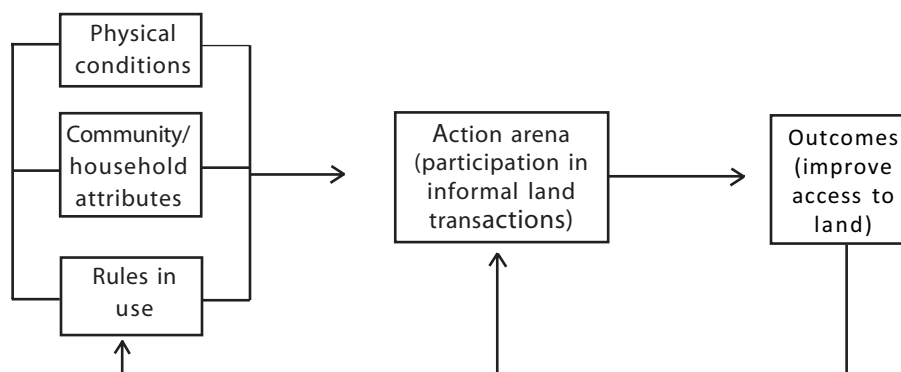 Physical
conditions
Community/
household
attributes
Rules in
use
Action arena
(participation in
informal land
transactions)
Outcomes
(improve
access to
land)